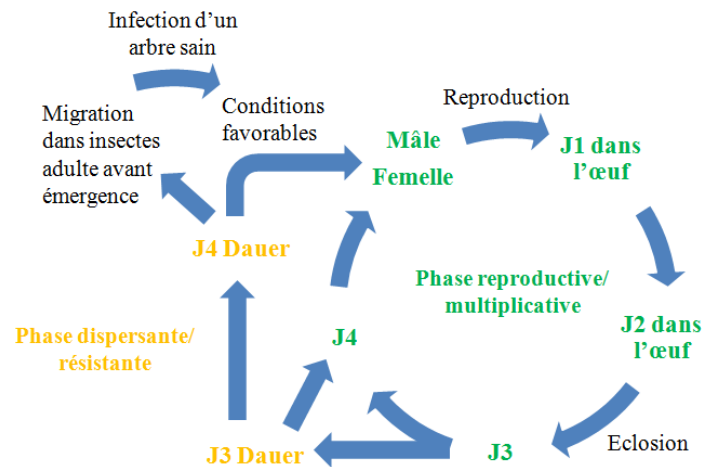 Infection d'un
arbre sain
Migration
dans insectes
adulte avant
émergence
Conditions
favorables
Reproduction
Mâle
Femelle
J1 dans
l'œuf
J4 Dauer
Phase reproductive/
multiplicative
J2 dans
l'œuf
Phase dispersante/
résistante
J4
J3 Dauer
J3
Eclosion